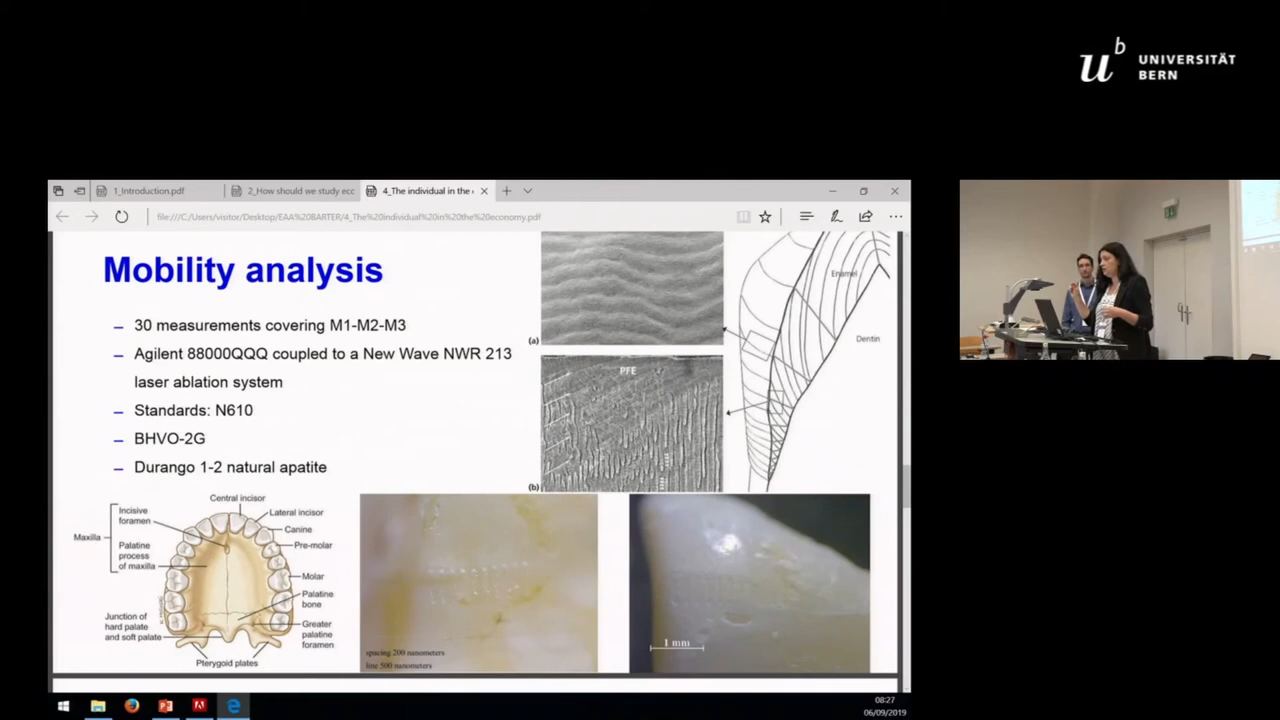 u b UNIVERSITÄT
BERN
1_Introduction.pdf
2_How should we study ecc
4_The individual in the
file:///C:/Users/visitor/Desktop/EAA%20BARTER/4_The%20individual%20in%20the%20economy.pdf
Mobility analysis
– 30 measurements covering M1-M2-M3
– Agilent 88000QQQ coupled to a New Wave NWR 213
laser ablation system
– Standards: N610
– BHVO-2G
– Durango 1-2 natural apatite
(a)
PFE
(b)
Enamel
Dentin
Central incisor
Incisive
foramen
Lateral incisor
Canine
Maxilla
Pre-molar
Palatine
process
of maxilla
Molar
Palatine
bone
Junction of
hard palate
and soft palate
Greater
palatine
foramen
Pterygoid plates
spacing 200 nanometers
line 500 nanometers
1 mm
08:27
06/09/2019